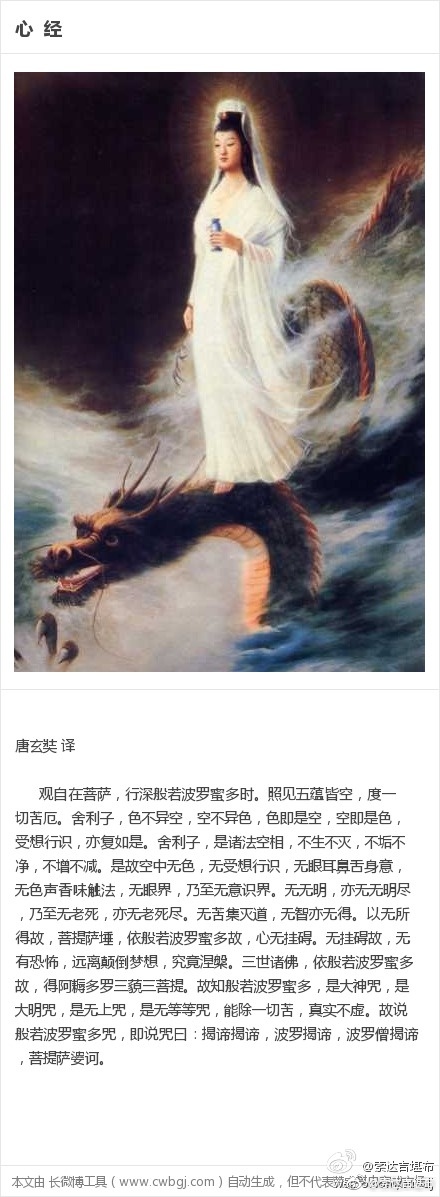 心 经
唐玄奘 译
观自在菩萨，行深般若波罗蜜多时。照见五蕴皆空，度一
切苦厄。舍利子，色不异空，空不异色，色即是空，空即是色，
受想行识，亦复如是。舍利子，是诸法空相，不生不灭，不垢不
净，不增不减。是故空中无色，无受想行识，无眼耳鼻舌身意，
无色声香味触法，无眼界，乃至无意识界。无无明，亦无无明尽
，乃至无老死，亦无老死尽。无苦集灭道，无智亦无得。以无所
得故，菩提萨埵，依般若波罗蜜多故，心无挂碍。无挂碍故，无
有恐怖，远离颠倒梦想，究竟涅槃。三世诸佛，依般若波罗蜜多
故，得阿耨多罗三藐三菩提。故知般若波罗蜜多，是大神咒，是
大明咒，是无上咒，是无等等咒，能除一切苦，真实不虚。故说
般若波罗蜜多咒，即说咒曰：揭谛揭谛，波罗揭谛，波罗僧揭谛
，菩提萨婆诃。
@索达吉堪布
本文由 长微博工具（www.cwbgj.com）自动生成，但不代表